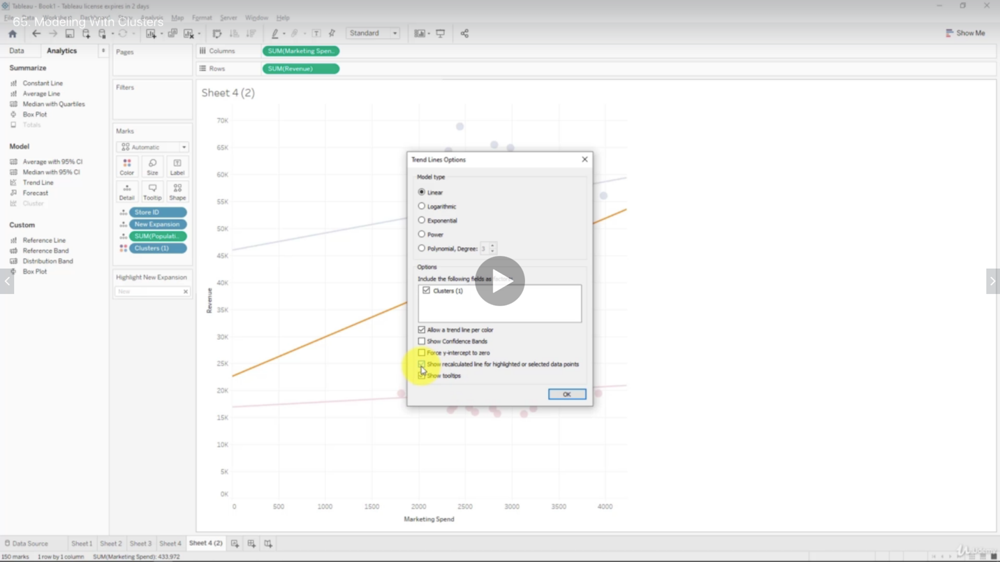 Tableau - Book1 - Tableau license expires in 2 days
File Data Worksheet Dashboard Story Analysis Map Format Server Window Help
65. Modeling With Clusters
Standard
Show Me
Data Analytics
Summarize
Constant Line
Average Line
Median with Quartiles
Box Plot
Totals
Model
Average with 95% CI
Median with 95% CI
Trend Line
Forecast
Cluster
Custom
Reference Line
Reference Band
Distribution Band
Box Plot
Pages
Filters
Marks
Automatic
Color Size Label
Detail Tooltip Shape
Store ID
New Expansion
SUM(Populati..
Clusters (1)
Highlight New Expansion
New
Columns SUM(Marketing Spen..
Rows SUM(Revenue)
Sheet 4 (2)
70K
65K
60K
55K
50K
45K
40K
35K
30K
25K
20K
15K
10K
5K
0K
Revenue
0 500 1000 1500 2000 2500 3000 3500 4000
Marketing Spend
Trend Lines Options
Model type
Linear
Logarithmic
Exponential
Power
Polynomial, Degree: 3
Options
Include the following fields as factors:
Clusters (1)
Allow a trend line per color
Show Confidence Bands
Force y-intercept to zero
Show recalculated line for highlighted or selected data points
Show tooltips
OK
Data Source Sheet 1 Sheet 2 Sheet 3 Sheet 4 Sheet 4 (2)
150 marks 1 row by 1 column SUM(Marketing Spend): 433,972
Udemy